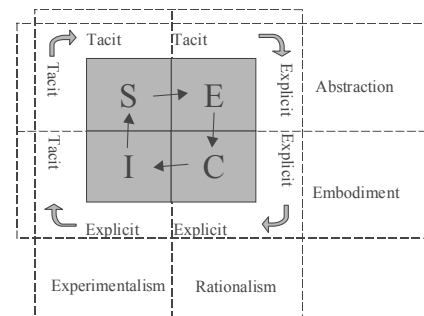 Tacit Tacit
Tacit
Explicit
S E
Abstraction
I C
Tacit
Explicit
Embodiment
Explicit Explicit
Experimentalism Rationalism